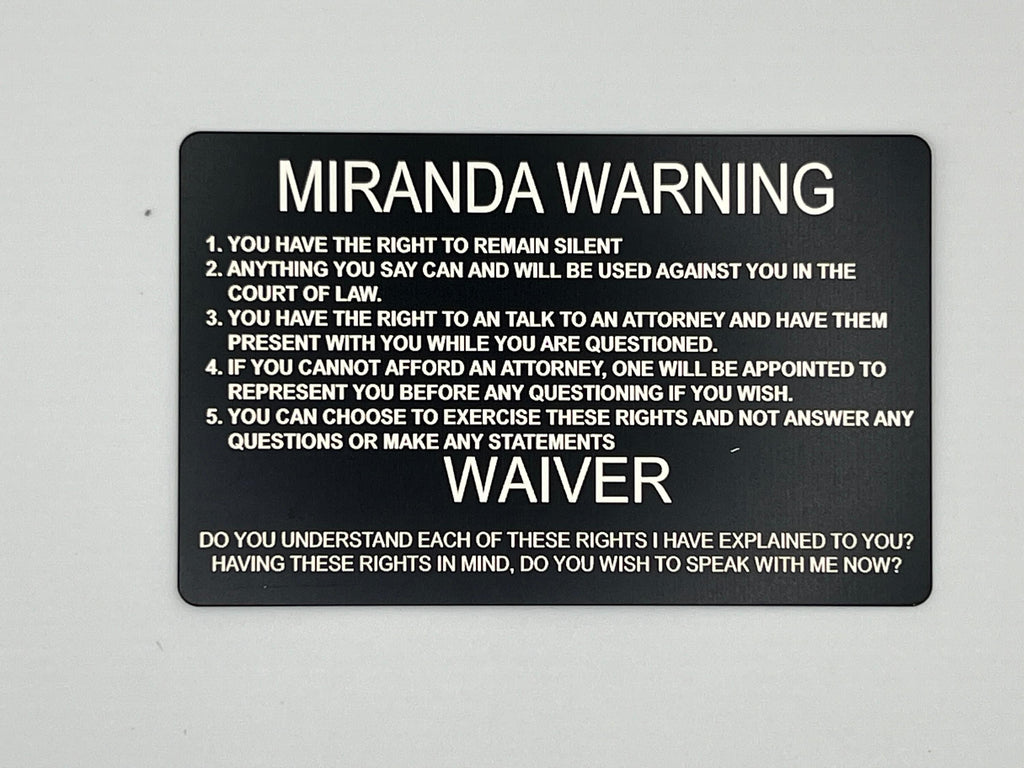 MIRANDA WARNING
1. YOU HAVE THE RIGHT TO REMAIN SILENT
2. ANYTHING YOU SAY CAN AND WILL BE USED AGAINST YOU IN THE
COURT OF LAW.
3. YOU HAVE THE RIGHT TO AN TALK TO AN ATTORNEY AND HAVE THEM
PRESENT WITH YOU WHILE YOU ARE QUESTIONED.
4. IF YOU CANNOT AFFORD AN ATTORNEY, ONE WILL BE APPOINTED TO
REPRESENT YOU BEFORE ANY QUESTIONING IF YOU WISH.
5. YOU CAN CHOOSE TO EXERCISE THESE RIGHTS AND NOT ANSWER ANY
QUESTIONS OR MAKE ANY STATEMENTS
WAIVER
DO YOU UNDERSTAND EACH OF THESE RIGHTS I HAVE EXPLAINED TO YOU?
HAVING THESE RIGHTS IN MIND, DO YOU WISH TO SPEAK WITH ME NOW?